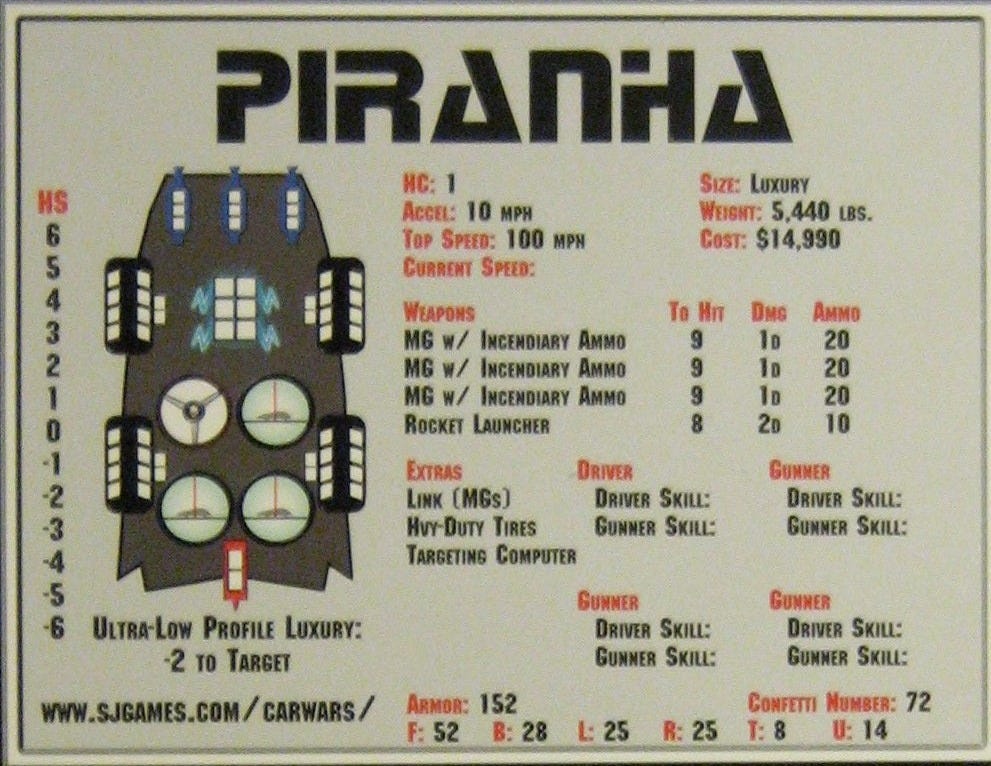 PIRANHA
HS
6
5
4
3
2
1
0
-1
-2
-3
-4
-5
-6
HC: 1
Accel: 10 mph
Top Speed: 100 mph
Current Speed:
Size: Luxury
Weight: 5,440 lbs.
Cost: $14,990
Weapons To Hit Dmg Ammo
MG w/ Incendiary Ammo 9 1D 20
MG w/ Incendiary Ammo 9 1D 20
MG w/ Incendiary Ammo 9 1D 20
Rocket Launcher 8 2D 10
Extras
Link (MGs)
Hvy-Duty Tires
Targeting Computer
Driver
Driver Skill:
Gunner Skill:
Gunner
Driver Skill:
Gunner Skill:
Gunner
Driver Skill:
Gunner Skill:
Gunner
Driver Skill:
Gunner Skill:
Ultra-Low Profile Luxury:
-2 to Target
www.sjgames.com/carwars/
Armor: 152 Confetti Number: 72
F: 52 B: 28 L: 25 R: 25 T: 8 U: 14